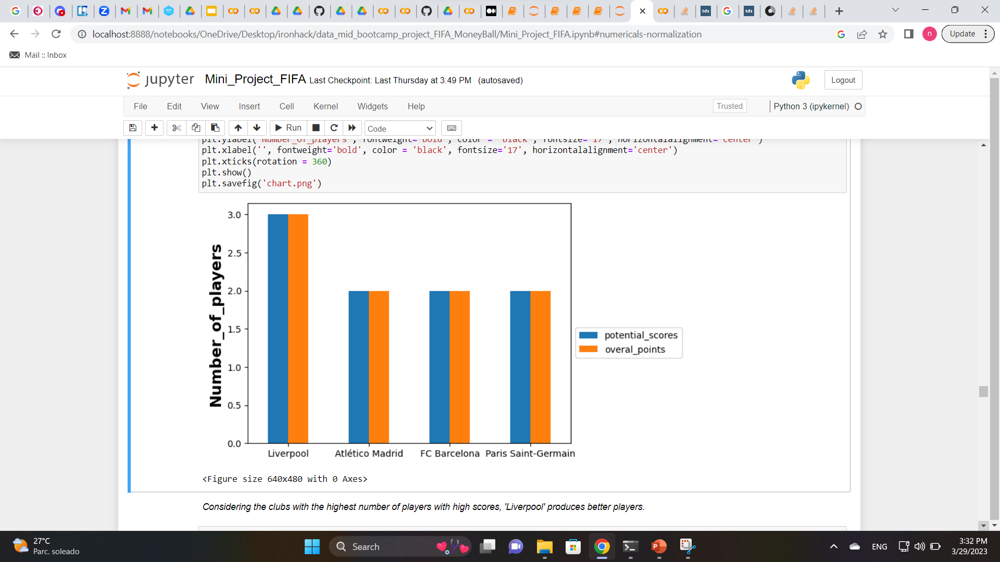 localhost:8888/notebooks/OneDrive/Desktop/ironhack/data_mid_bootcamp_project_FIFA_MoneyBall/Mini_Project_FIFA.ipynb#numericals-normalization
n
Update
Mail :: Inbox
jupyter Mini_Project_FIFA Last Checkpoint: Last Thursday at 3:49 PM (autosaved)
Logout
File Edit View Insert Cell Kernel Widgets Help
Trusted
Python 3 (ipykernel)
Run
Code
plt.ylabel('Number_of_players', fontweight='bold', color = 'black', fontsize='17', horizontalalignment='center')
plt.xlabel('', fontweight='bold', color = 'black', fontsize='17', horizontalalignment='center')
plt.xticks(rotation = 360)
plt.show()
plt.savefig('chart.png')
Number_of_players
3.0
2.5
2.0
1.5
1.0
0.5
0.0
Liverpool Atlético Madrid FC Barcelona Paris Saint-Germain
potential_scores
overal_points
<Figure size 640x480 with 0 Axes>
Considering the clubs with the highest number of players with high scores, 'Liverpool' produces better players.
27°C
Parc. soleado
Search
ENG
3:32 PM
3/29/2023